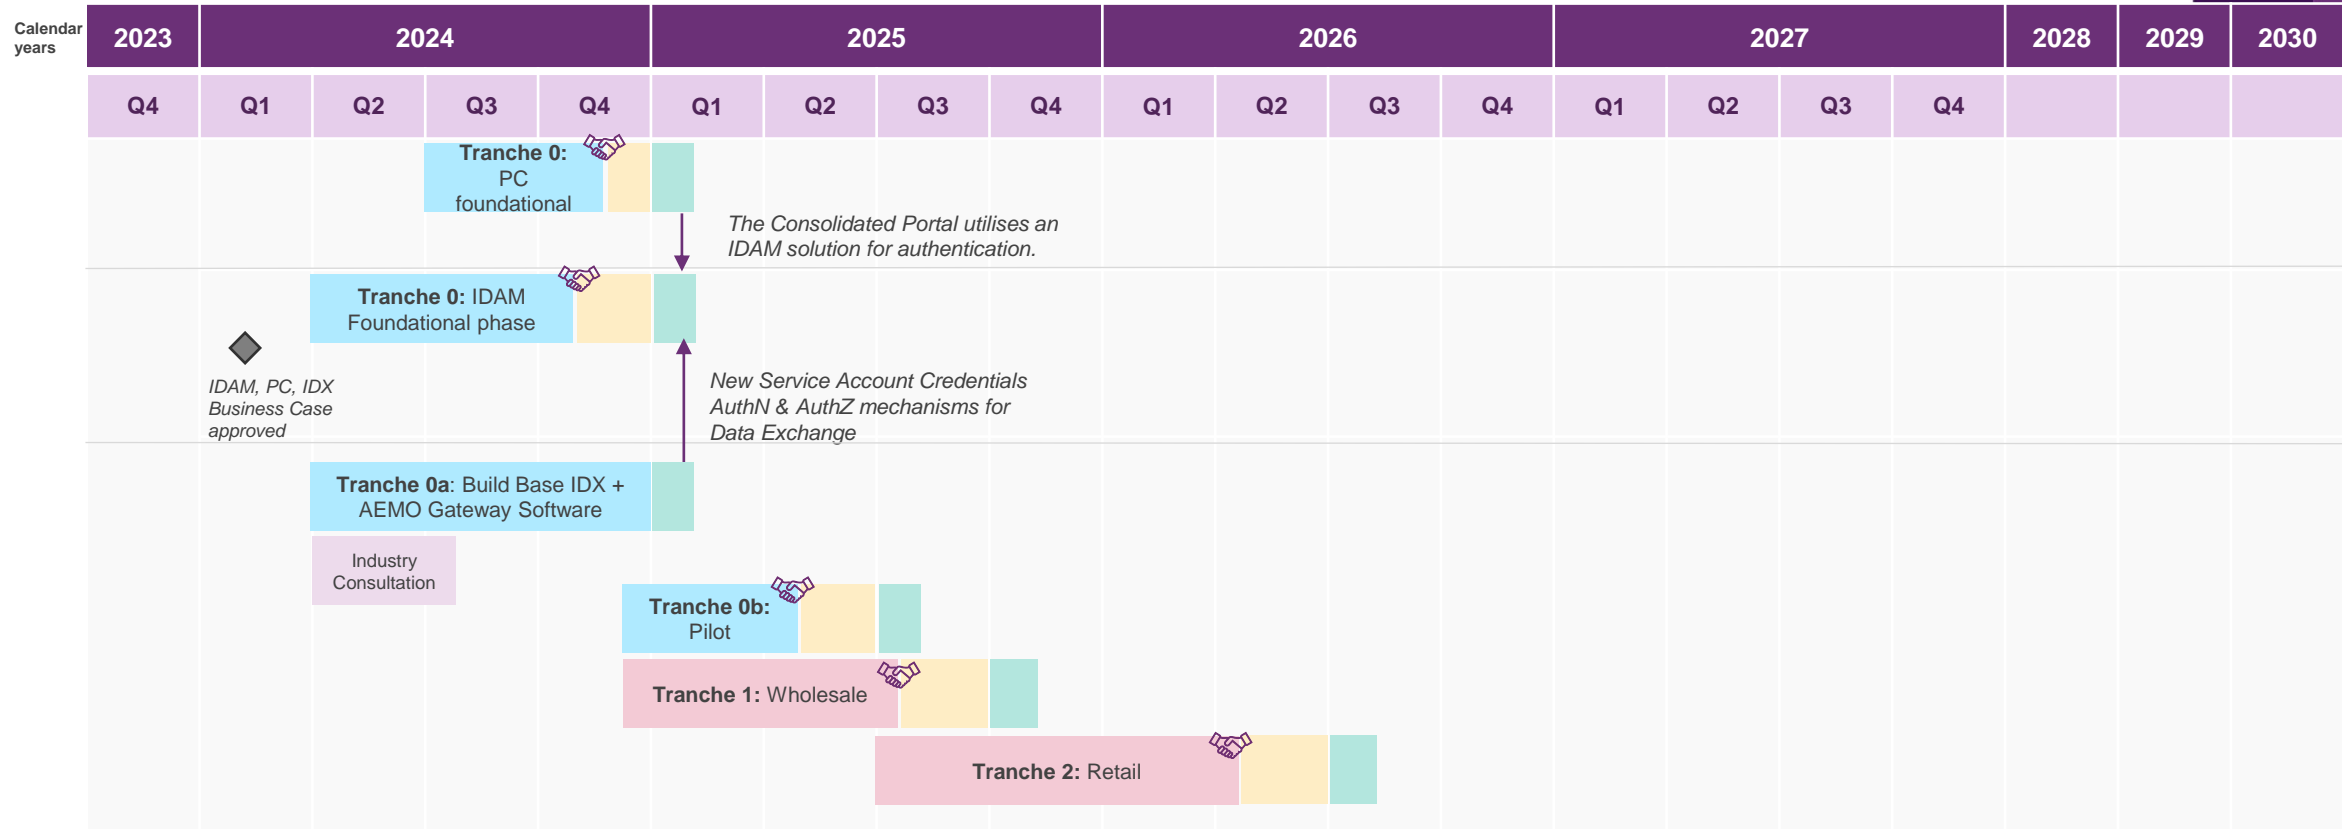 Calendar
years
2023
2024
2025
2026
2027
2028
2029
2030
Q4
Q1
Q2
Q3
Q4
Q1
Q2
Q3
Q4
Q1
Q2
Q3
Q4
Q1
Q2
Q3
Q4
Tranche 0:
PC
foundational
The Consolidated Portal utilises an
IDAM solution for authentication.
Tranche 0: IDAM
Foundational phase
IDAM, PC, IDX
Business Case
approved
New Service Account Credentials
AuthN & AuthZ mechanisms for
Data Exchange
Tranche 0a: Build Base IDX +
AEMO Gateway Software
Industry
Consultation
Tranche 0b:
Pilot
Tranche 1: Wholesale
Tranche 2: Retail